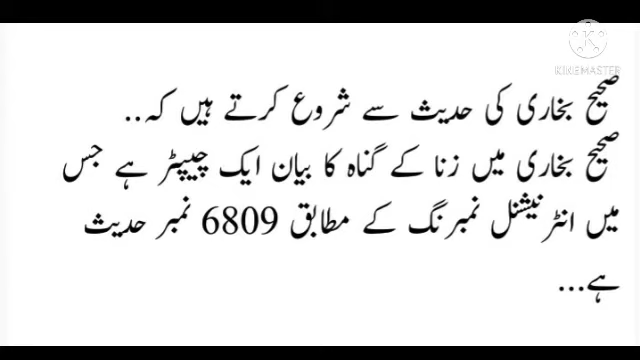 KINEMASTER
صحیح بخاری کی حدیث سے شروع کرتے ہیں کہ..
صحیح بخاری میں زنا کے گناہ کا بیان ایک چیپٹر ہے جس
میں انٹرنیشنل نمبرنگ کے مطابق 6809 نمبر حدیث
ہے...